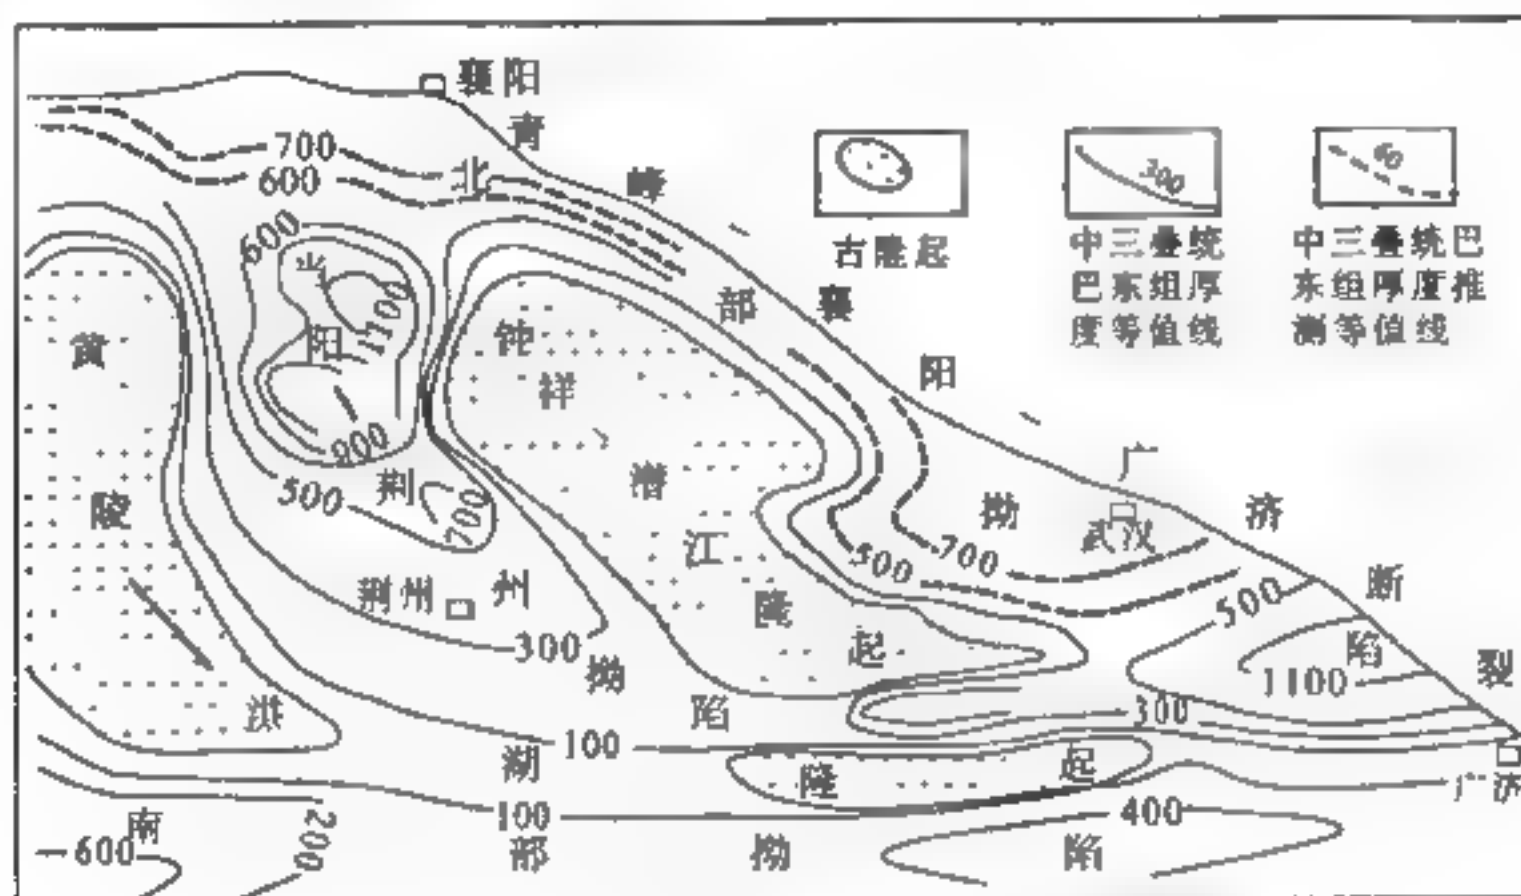 襄阳
青峰襄阳广济断裂
700
600
北部拗陷
古隆起
中三叠统
巴东组厚
度等值线
300
中三叠统巴
东组厚度推
测等值线
60
600
当阳
1100
800
500
荆州拗陷
700
黄陵
钟祥潜江隆起
荆州
300
武汉
500
700
500
1100
300
100
洪湖隆起
100
广济
400
南部拗陷
600
200